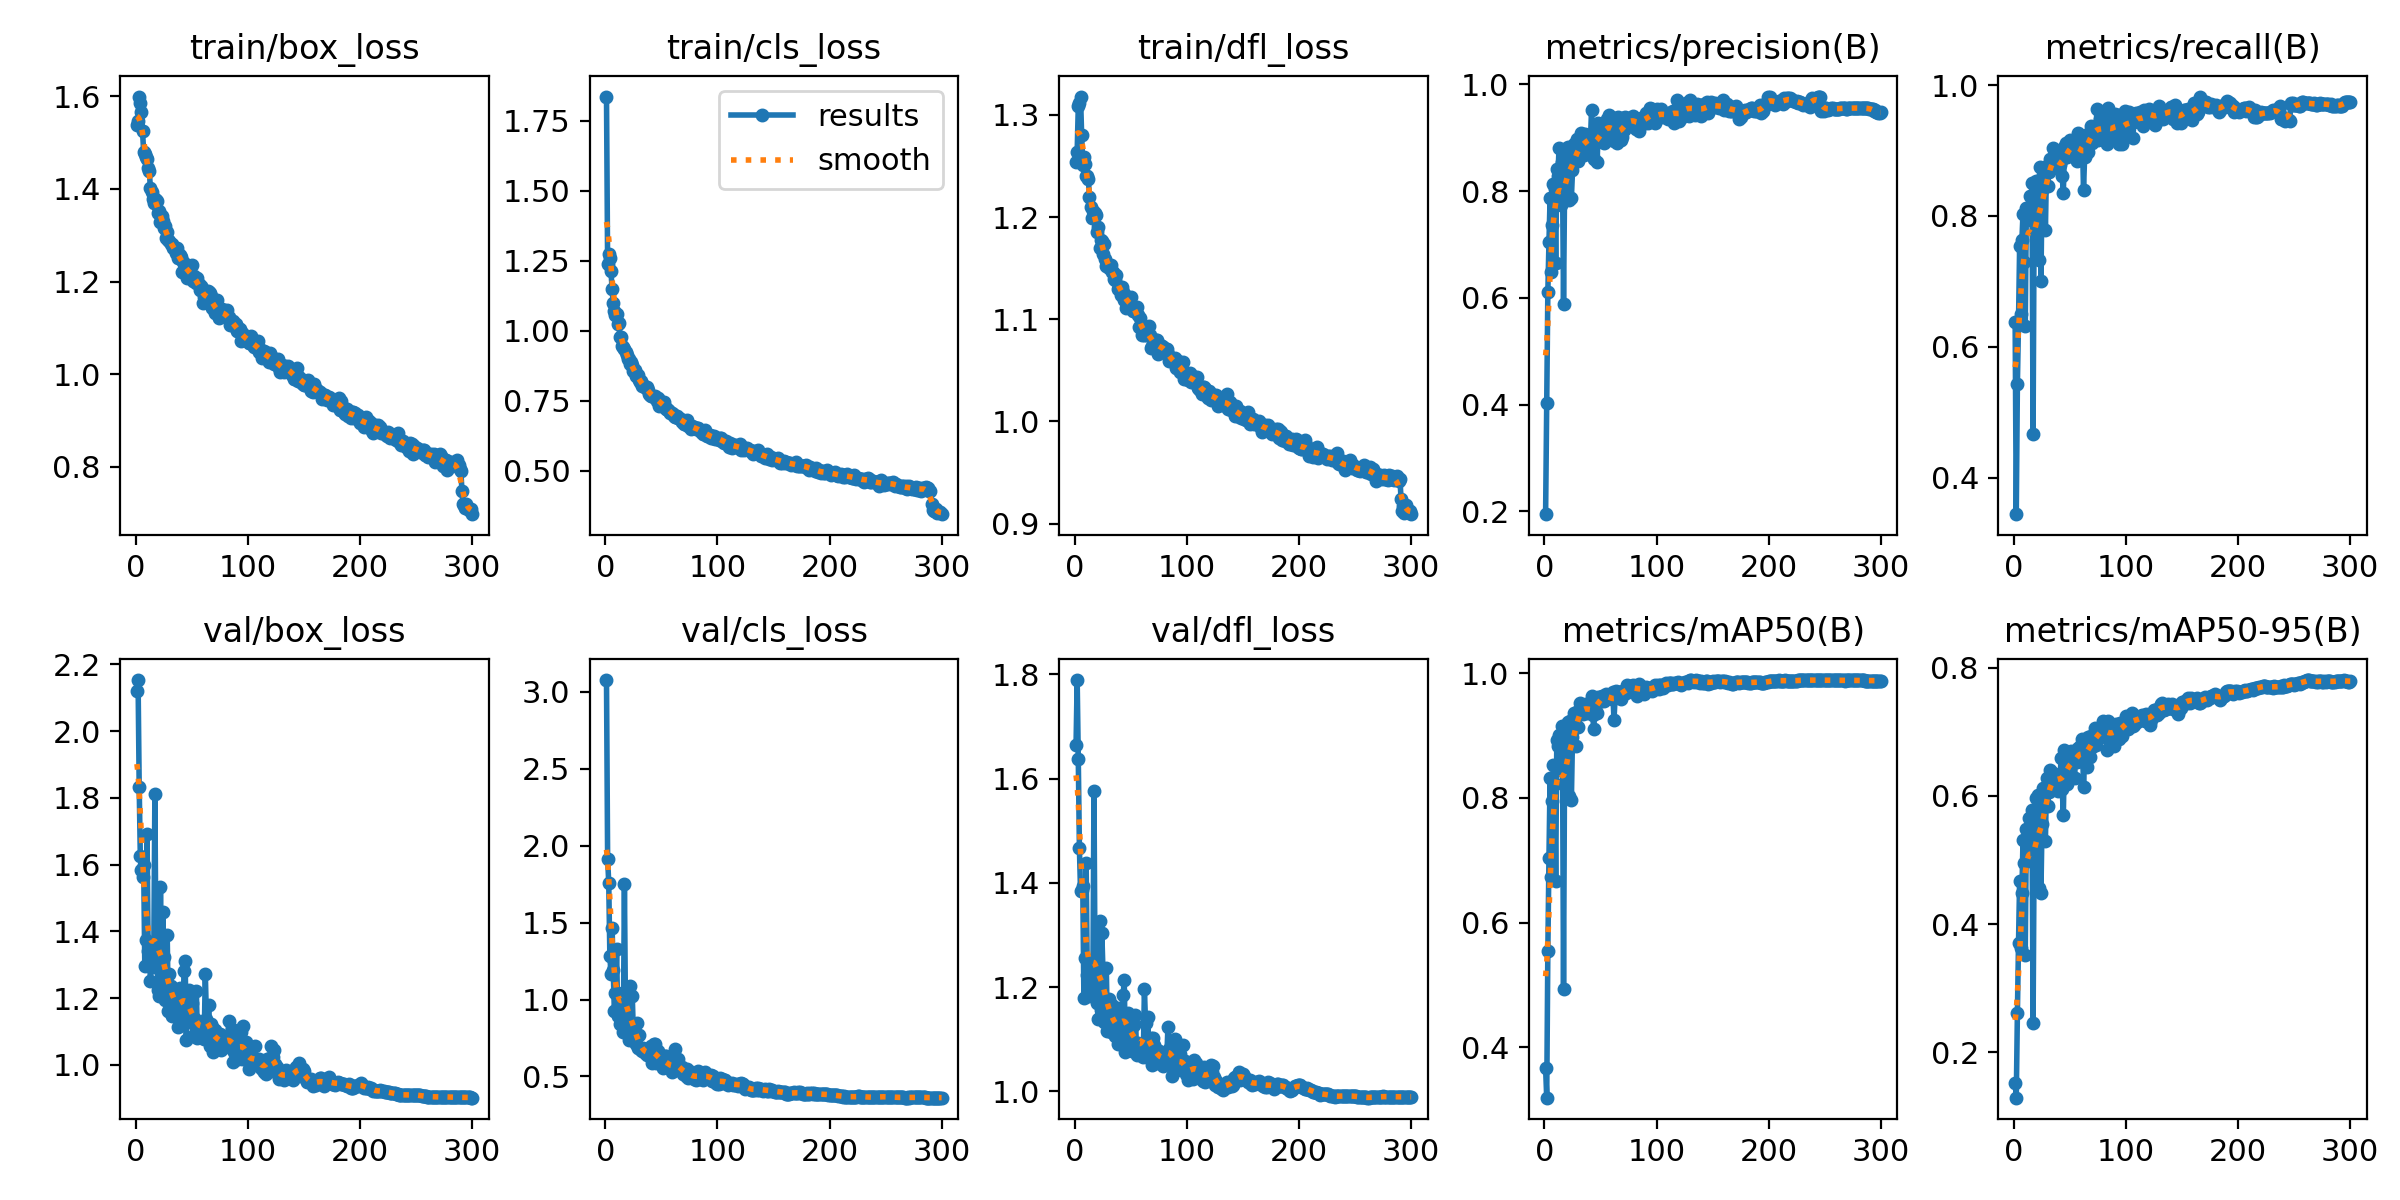 train/box_loss
1.6
1.4
1.2
1.0
0.8
0 100 200 300
train/cls_loss
results
smooth
1.75
1.50
1.25
1.00
0.75
0.50
0 100 200 300
train/dfl_loss
1.3
1.2
1.1
1.0
0.9
0 100 200 300
metrics/precision(B)
1.0
0.8
0.6
0.4
0.2
0 100 200 300
metrics/recall(B)
1.0
0.8
0.6
0.4
0 100 200 300
val/box_loss
2.2
2.0
1.8
1.6
1.4
1.2
1.0
0 100 200 300
val/cls_loss
3.0
2.5
2.0
1.5
1.0
0.5
0 100 200 300
val/dfl_loss
1.8
1.6
1.4
1.2
1.0
0 100 200 300
metrics/mAP50(B)
1.0
0.8
0.6
0.4
0 100 200 300
metrics/mAP50-95(B)
0.8
0.6
0.4
0.2
0 100 200 300